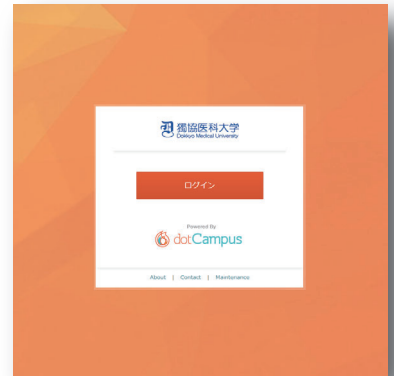 獨協医科大学
Dokkyo Medical University
ログイン
Powered By
dotCampus
About | Contact | Maintenance